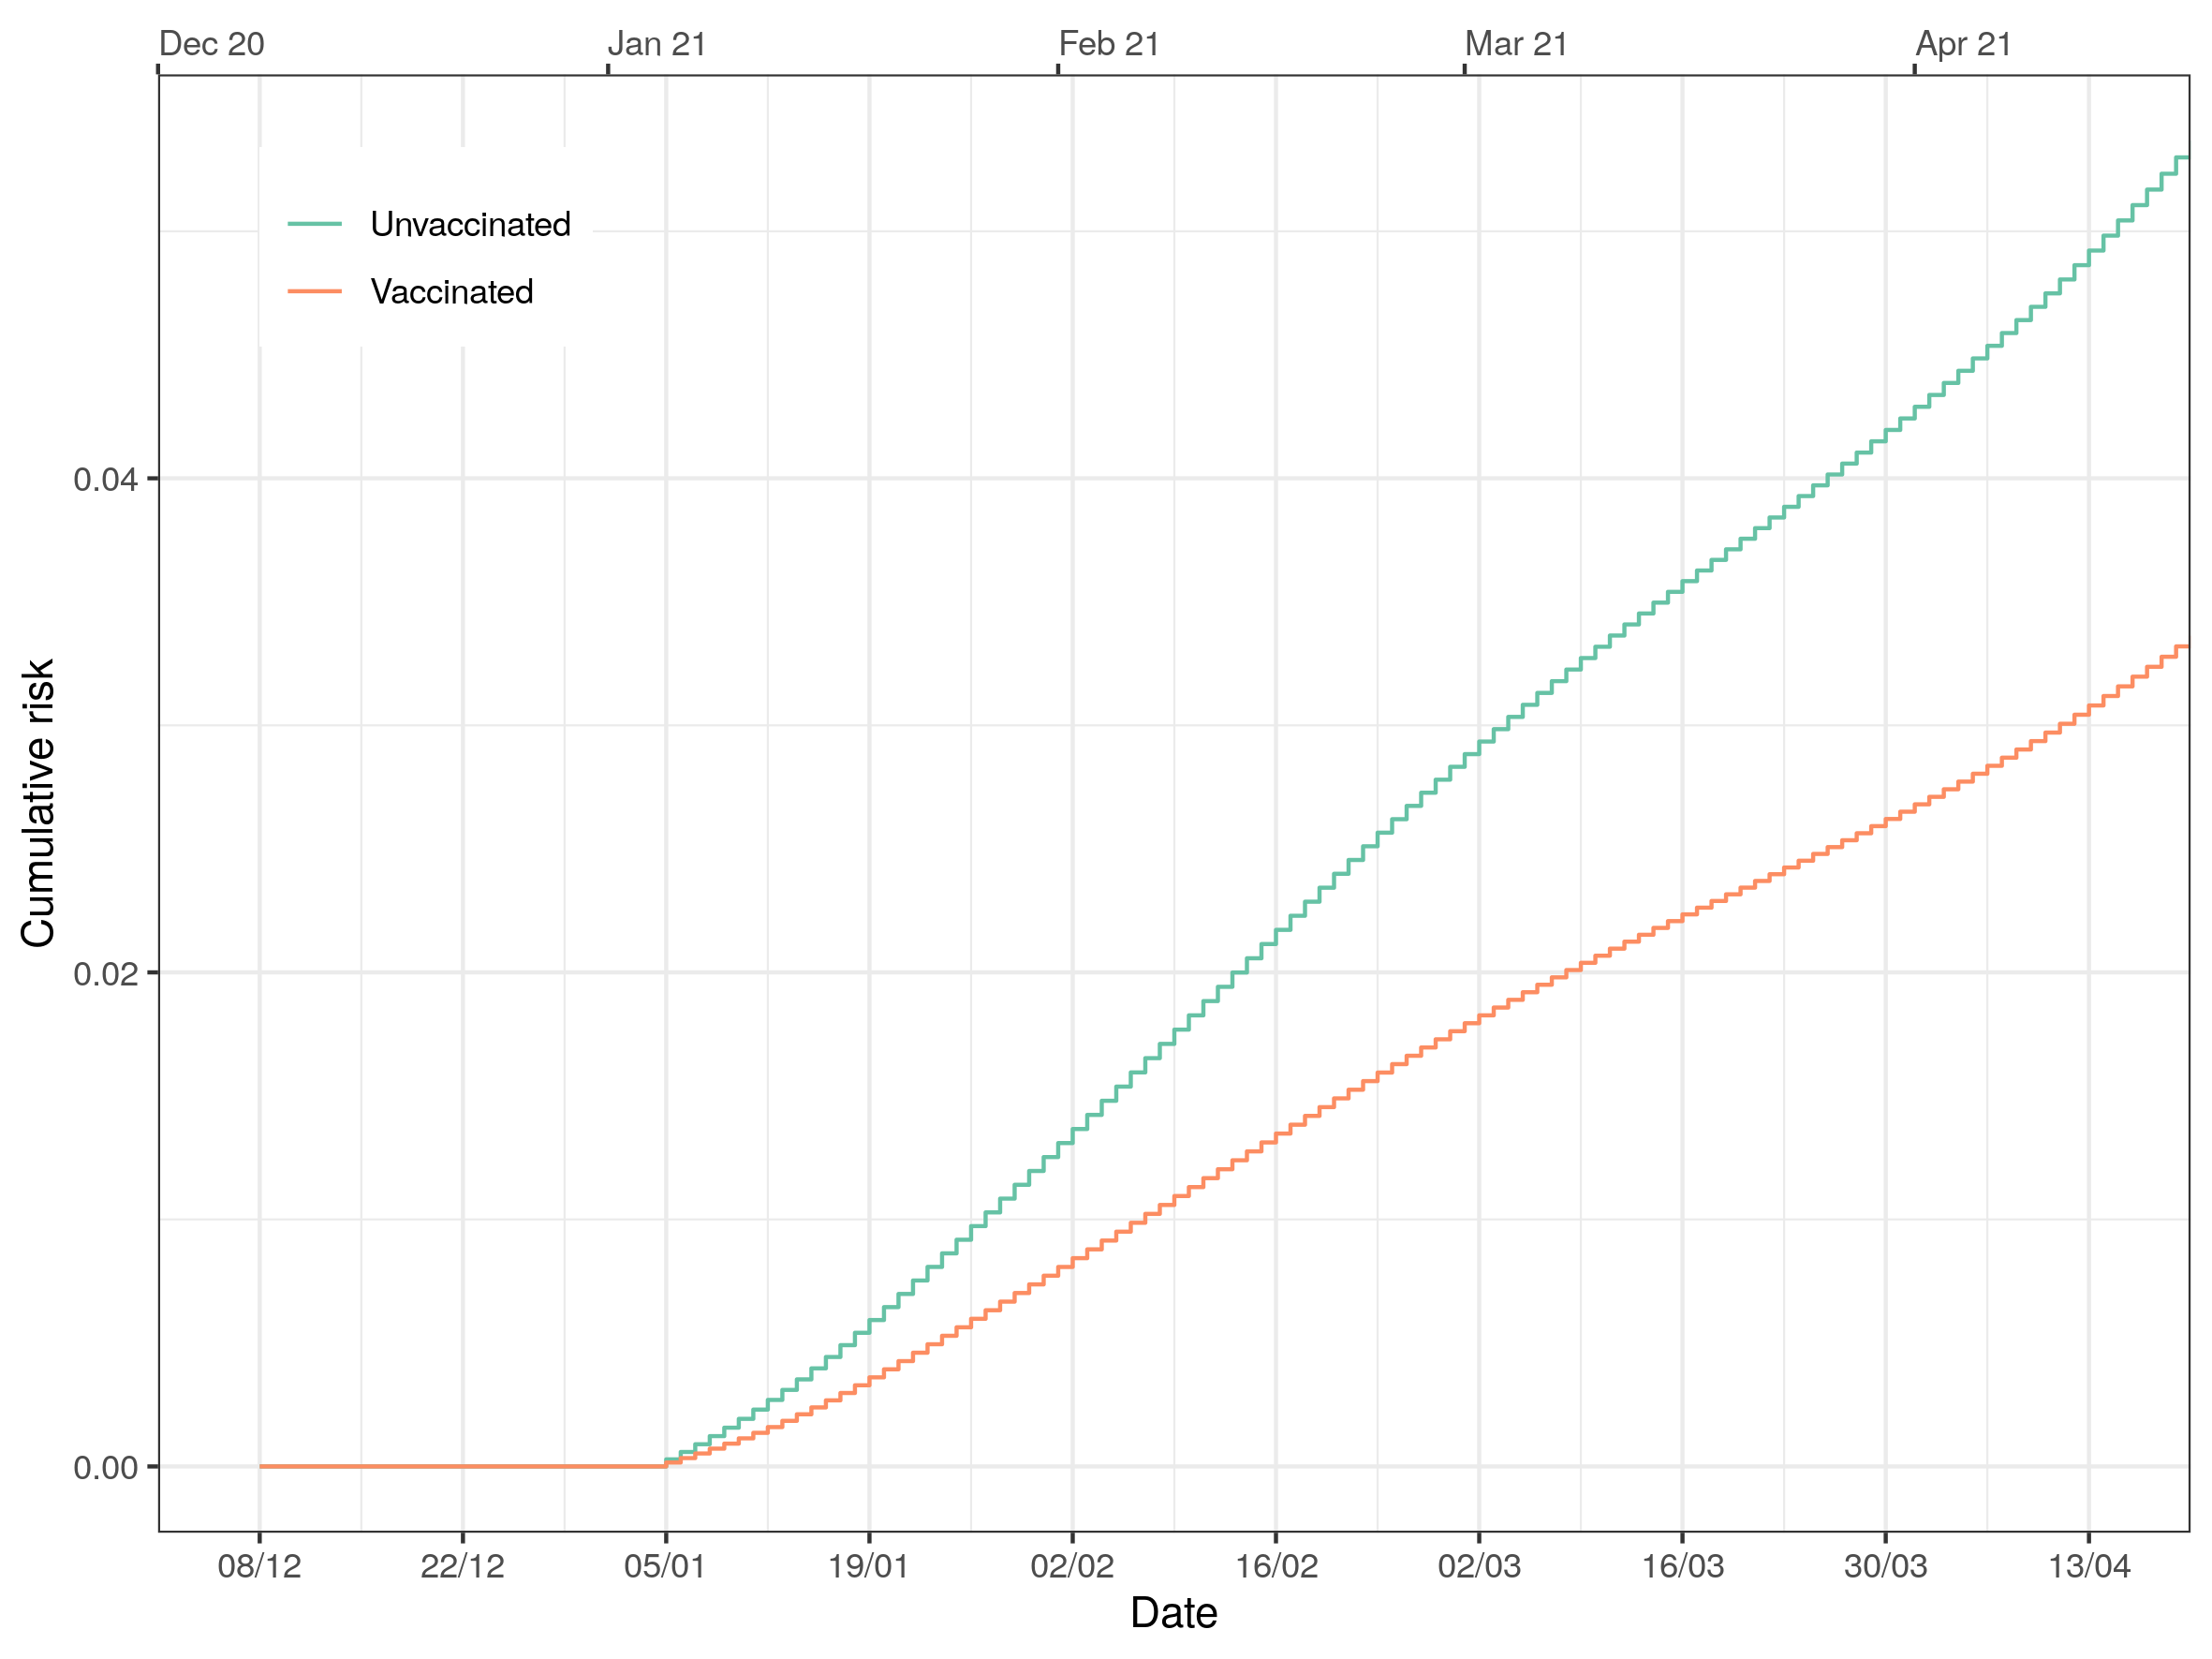 Dec 20 Jan 21 Feb 21 Mar 21 Apr 21
Unvaccinated
Vaccinated
Cumulative risk
0.04
0.02
0.00
08/12 22/12 05/01 19/01 02/02 16/02 02/03 16/03 30/03 13/04
Date